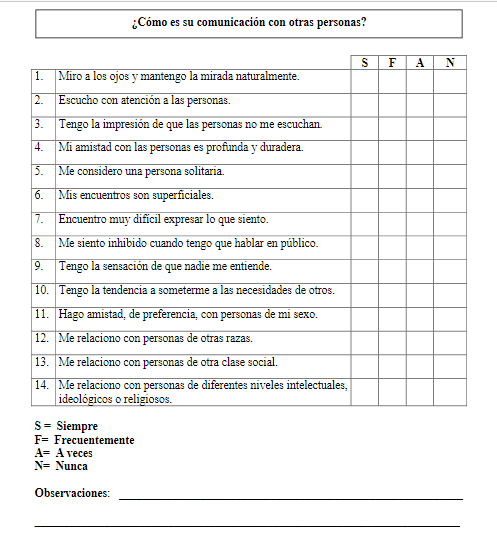 ¿Cómo es su comunicación con otras personas?
S F A N
1. Miro a los ojos y mantengo la mirada naturalmente.
2. Escucho con atención a las personas.
3. Tengo la impresión de que las personas no me escuchan.
4. Mi amistad con las personas es profunda y duradera.
5. Me considero una persona solitaria.
6. Mis encuentros son superficiales.
7. Encuentro muy difícil expresar lo que siento.
8. Me siento inhibido cuando tengo que hablar en público.
9. Tengo la sensación de que nadie me entiende.
10. Tengo la tendencia a someterme a las necesidades de otros.
11. Hago amistad, de preferencia, con personas de mi sexo.
12. Me relaciono con personas de otras razas.
13. Me relaciono con personas de otra clase social.
14. Me relaciono con personas de diferentes niveles intelectuales,
ideológicos o religiosos.
S = Siempre
F= Frecuentemente
A= A veces
N= Nunca
Observaciones: